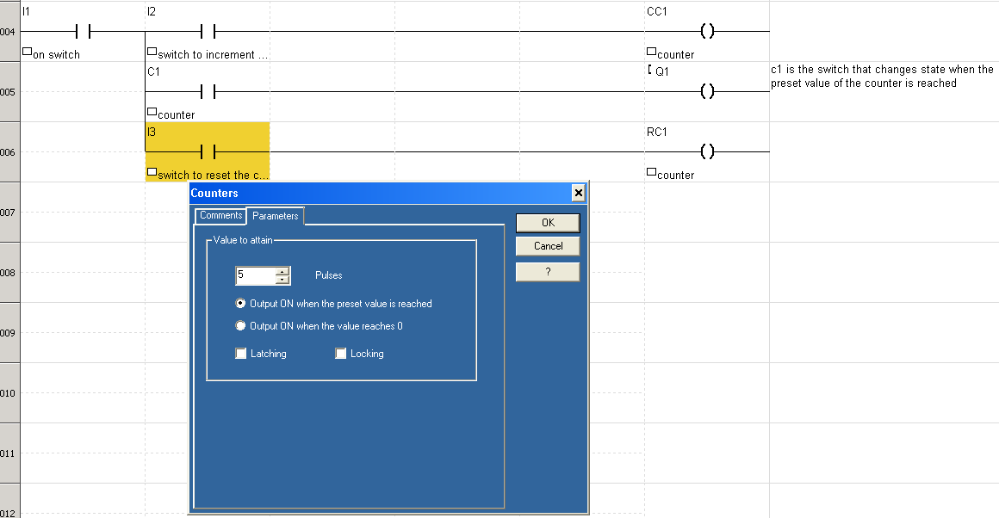 I1 I2 CC1
004
on switch switch to increment ... counter
C1 Q1 c1 is the switch that changes state when the
preset value of the counter is reached
005
counter
I3 RC1
006
switch to reset the c... counter
Counters
007
Comments Parameters OK
Value to attain
Cancel
008
5 Pulses ?
Output ON when the preset value is reached
Output ON when the value reaches 0
009
Latching Locking
010
011
012